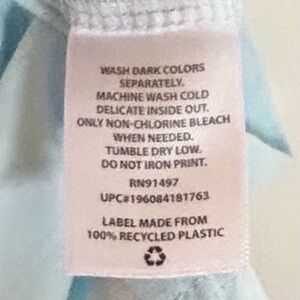 WASH DARK COLORS
SEPARATELY.
MACHINE WASH COLD
DELICATE INSIDE OUT.
ONLY NON-CHLORINE BLEACH
WHEN NEEDED.
TUMBLE DRY LOW.
DO NOT IRON PRINT.
RN91497
UPC#196084181763
LABEL MADE FROM
100% RECYCLED PLASTIC